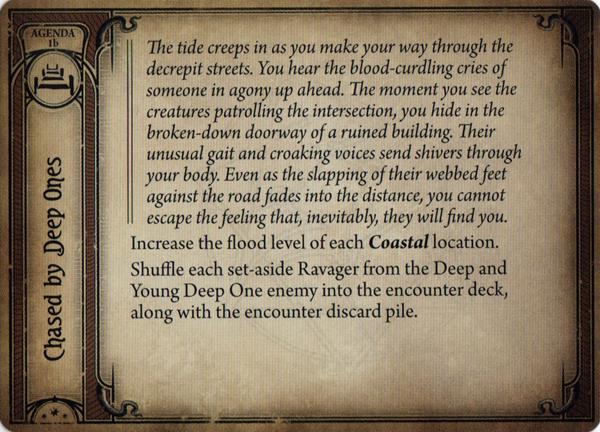 AGENDA
1b
Chased by Deep Ones
The tide creeps in as you make your way through the
decrepit streets. You hear the blood-curdling cries of
someone in agony up ahead. The moment you see the
creatures patrolling the intersection, you hide in the
broken-down doorway of a ruined building. Their
unusual gait and croaking voices send shivers through
your body. Even as the slapping of their webbed feet
against the road fades into the distance, you cannot
escape the feeling that, inevitably, they will find you.
Increase the flood level of each Coastal location.
Shuffle each set-aside Ravager from the Deep and
Young Deep One enemy into the encounter deck,
along with the encounter discard pile.